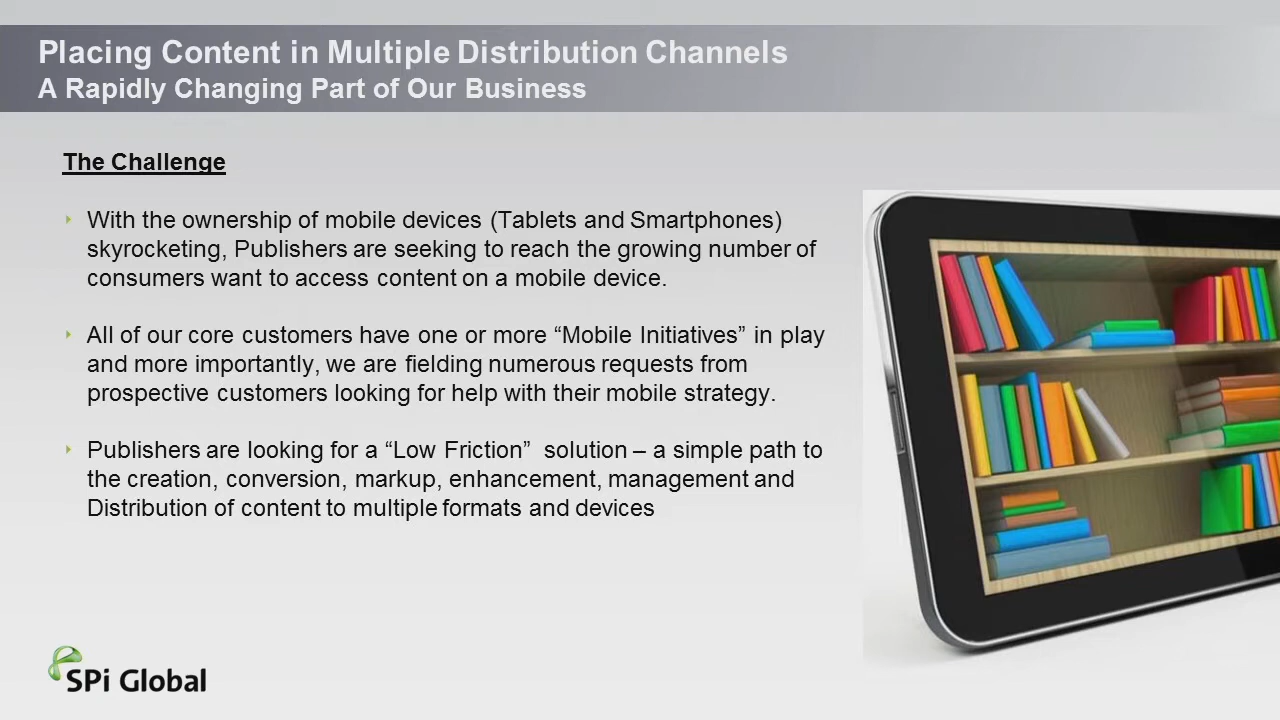 Placing Content in Multiple Distribution Channels
A Rapidly Changing Part of Our Business
The Challenge
With the ownership of mobile devices (Tablets and Smartphones)
skyrocketing, Publishers are seeking to reach the growing number of
consumers want to access content on a mobile device.
All of our core customers have one or more “Mobile Initiatives” in play
and more importantly, we are fielding numerous requests from
prospective customers looking for help with their mobile strategy.
Publishers are looking for a “Low Friction”  solution – a simple path to
the creation, conversion, markup, enhancement, management and
Distribution of content to multiple formats and devices
SPi Global